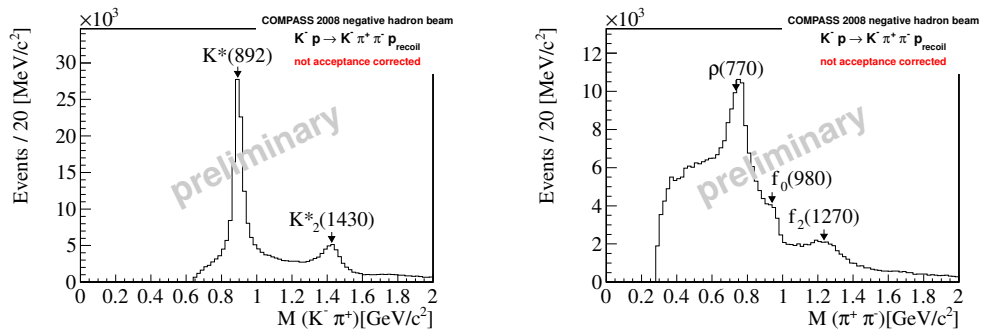 ×10³
COMPASS 2008 negative hadron beam
K⁻ p → K⁻ π⁺ π⁻ p_recoil
not acceptance corrected
K*(892)
K*₂(1430)
preliminary
Events / 20 [MeV/c²]
30
25
20
15
10
5
0
0 0.2 0.4 0.6 0.8 1 1.2 1.4 1.6 1.8 2
M (K⁻ π⁺)[GeV/c²]
×10³
COMPASS 2008 negative hadron beam
K⁻ p → K⁻ π⁺ π⁻ p_recoil
not acceptance corrected
ρ(770)
f₀(980)
f₂(1270)
preliminary
Events / 20 [MeV/c²]
12
10
8
6
4
2
0
0 0.2 0.4 0.6 0.8 1 1.2 1.4 1.6 1.8 2
M (π⁺ π⁻)[GeV/c²]